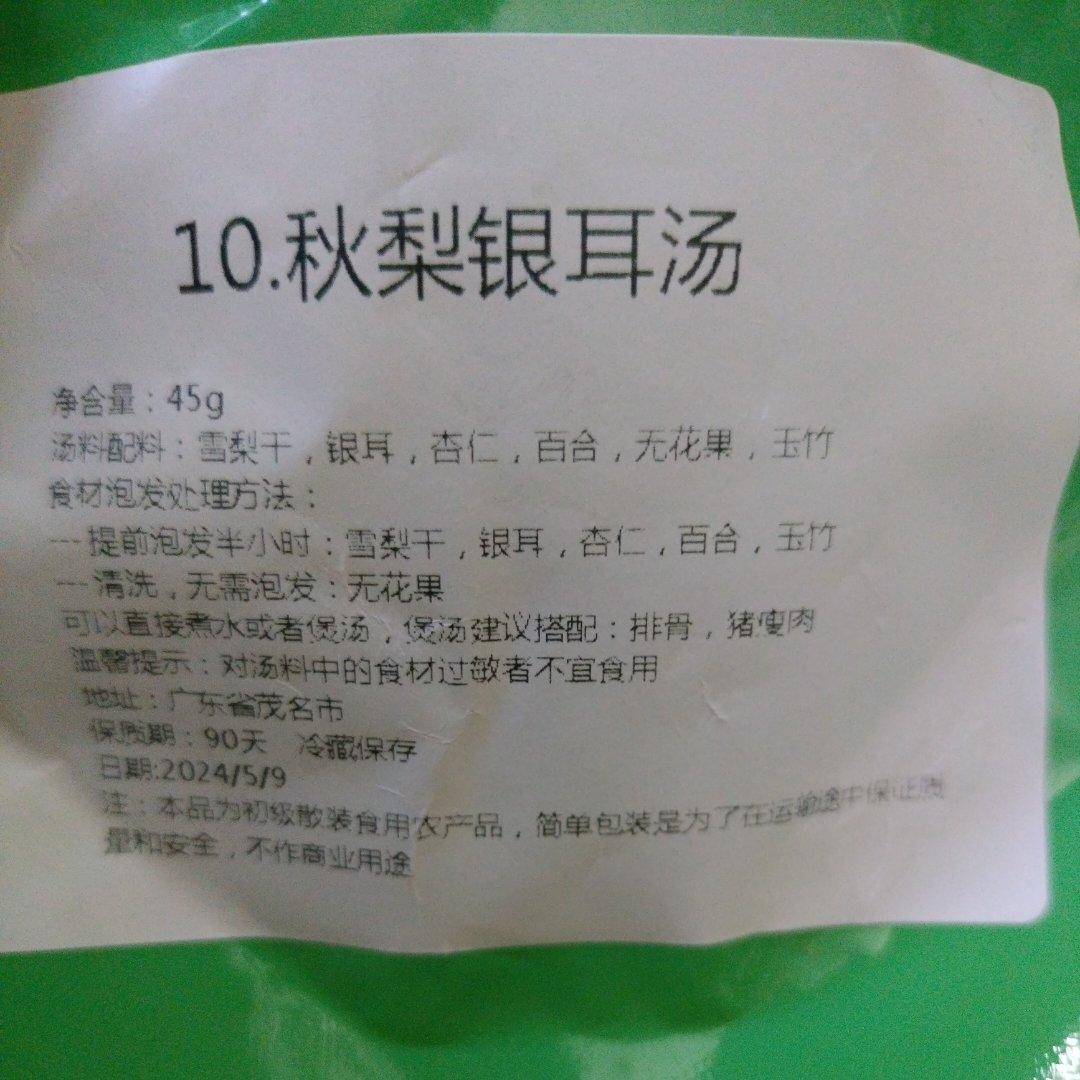 10.秋梨银耳汤
净含量：45g
汤料配料：雪梨干，银耳，杏仁，百合，无花果，玉竹
食材泡发处理方法：
---提前泡发半小时：雪梨干，银耳，杏仁，百合，玉竹
---清洗，无需泡发：无花果
可以直接煮水或者煲汤，煲汤建议搭配：排骨，猪瘦肉
温馨提示：对汤料中的食材过敏者不宜食用
地址：广东省茂名市
保质期：90天 冷藏保存
日期:2024/5/9
注：本品为初级散装食用农产品，简单包装是为了在运输途中保证质
量和安全，不作商业用途